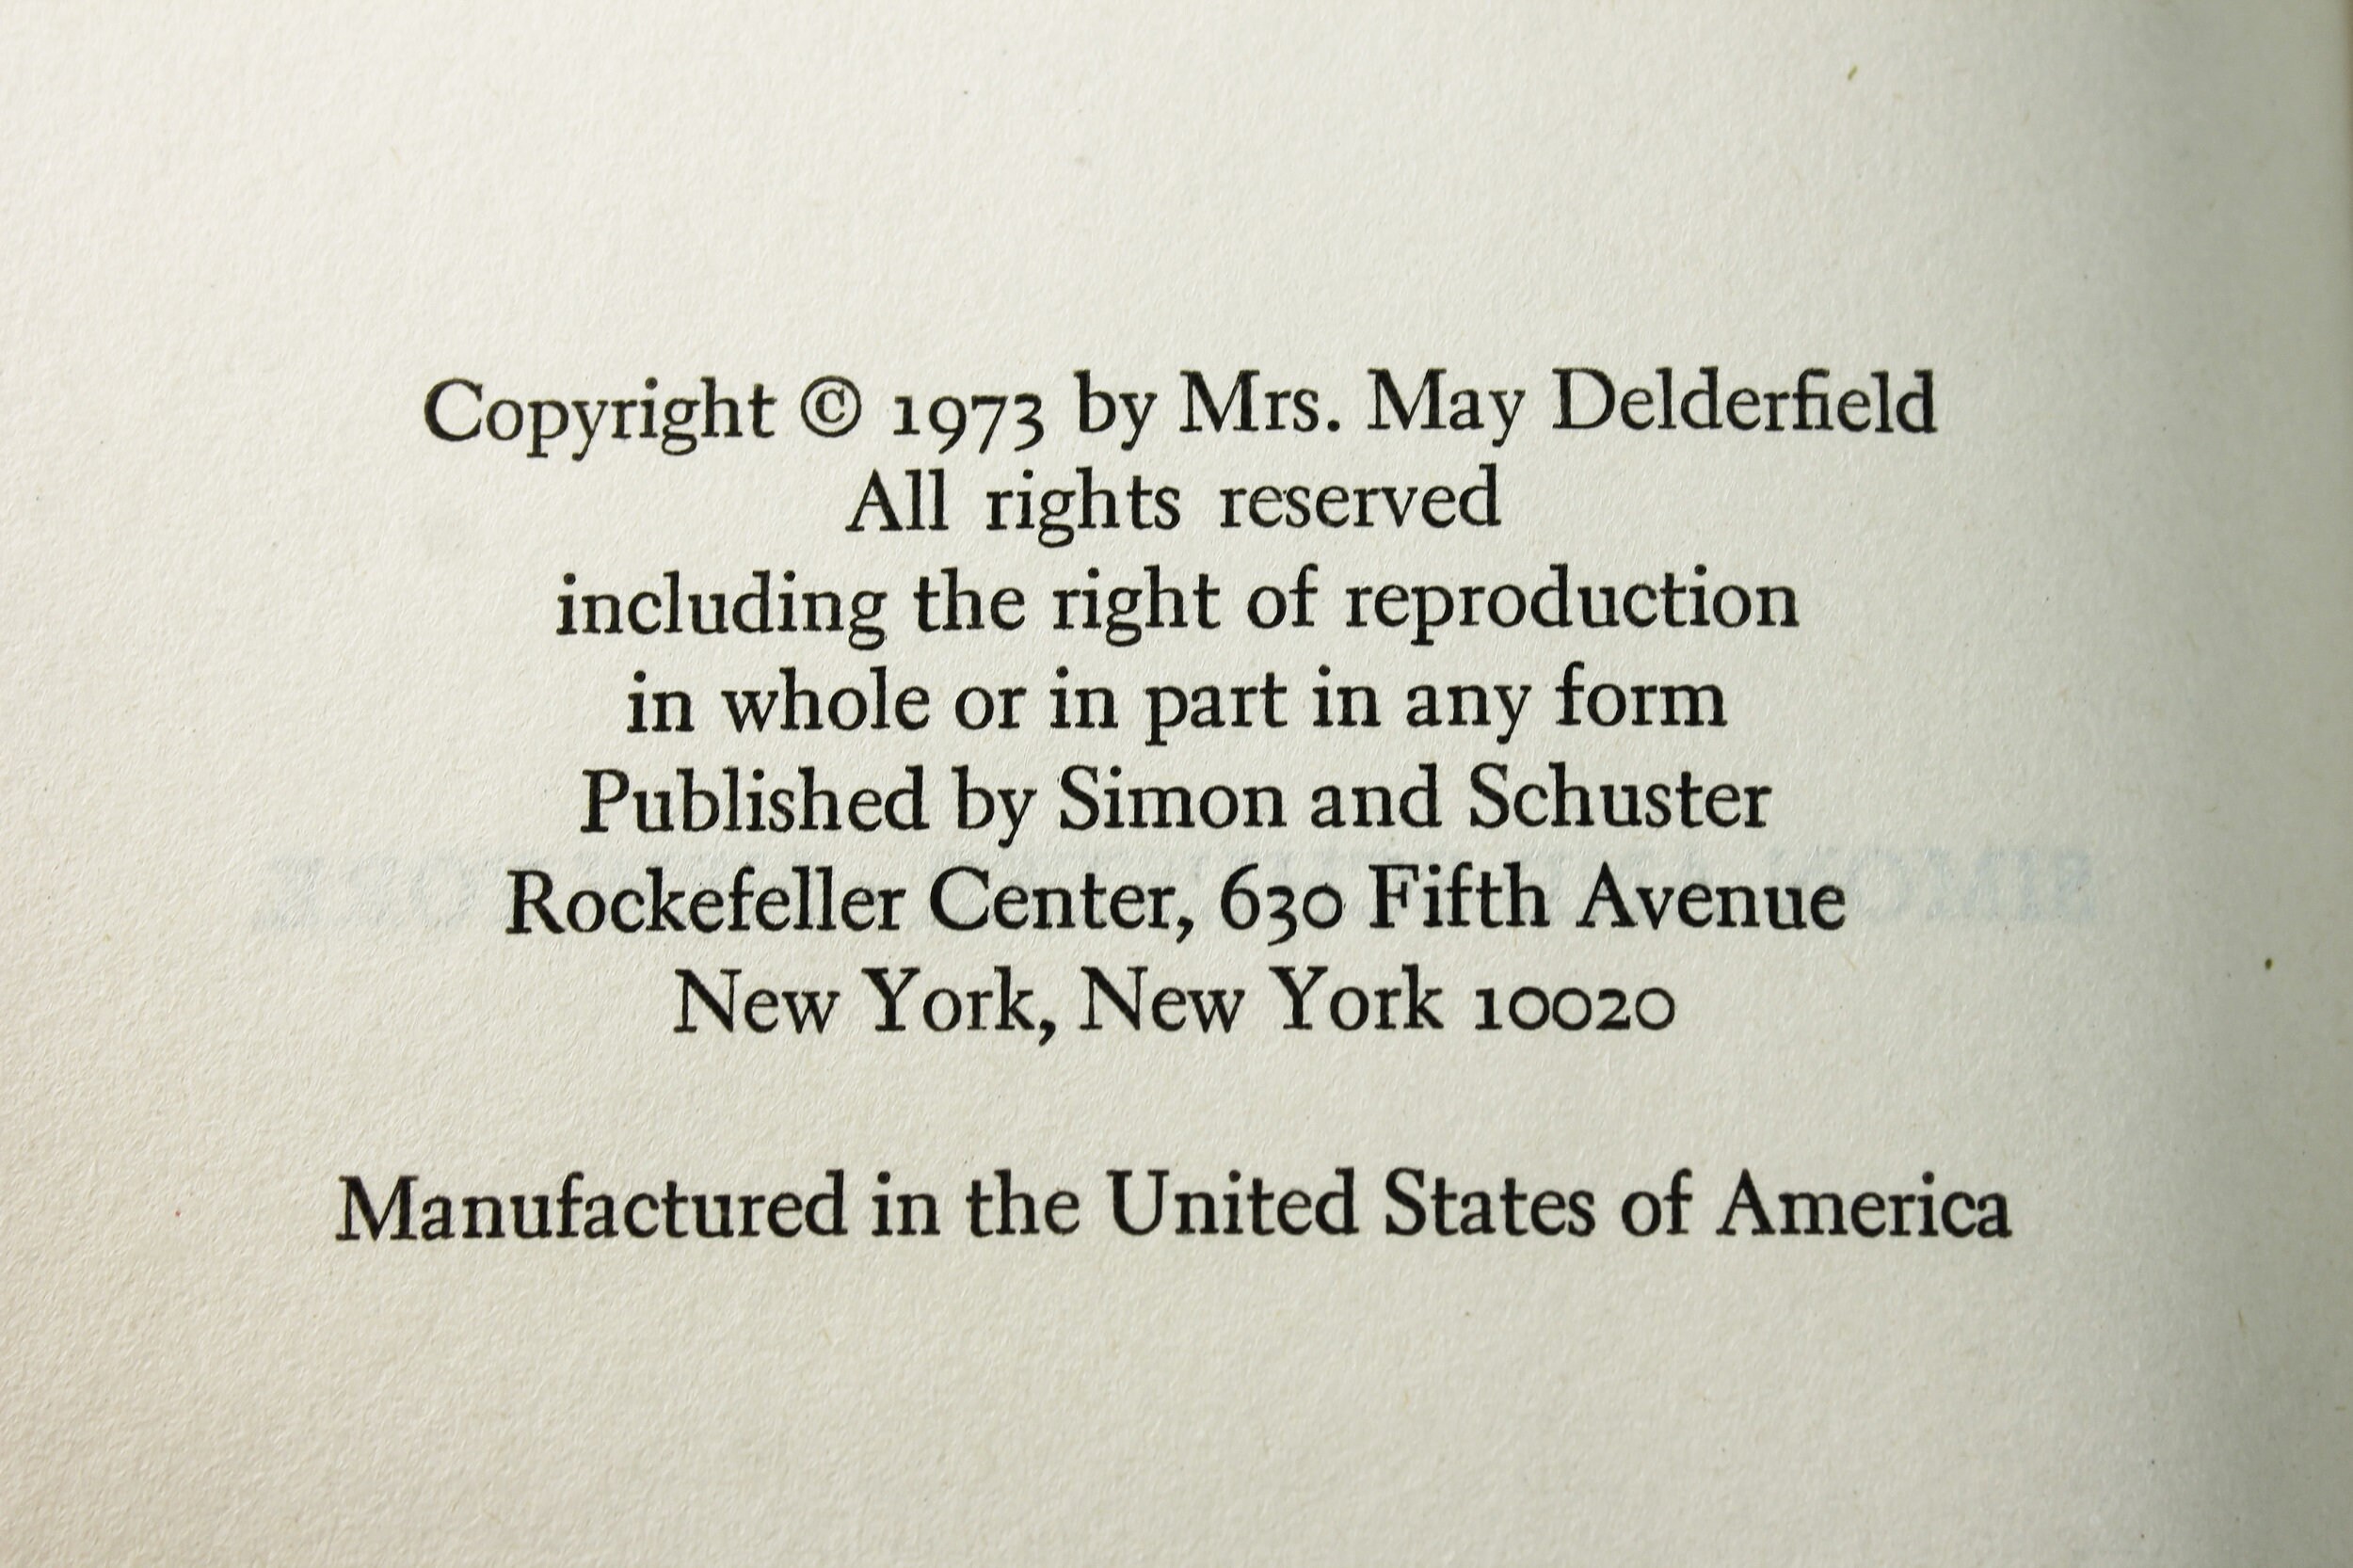 Copyright © 1973 by Mrs. May Delderfield
All rights reserved
including the right of reproduction
in whole or in part in any form
Published by Simon and Schuster
Rockefeller Center, 630 Fifth Avenue
New York, New York 10020
Manufactured in the United States of America